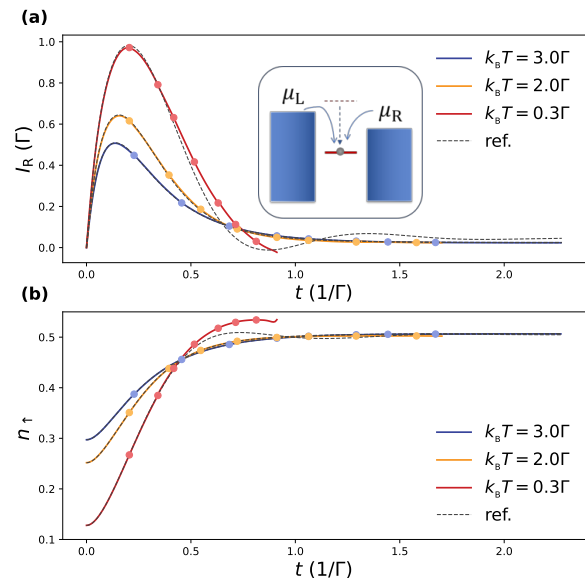 (a)
1.0
0.8
0.6
0.4
0.2
0.0
I_R (Γ)
μ_L
μ_R
k_B T = 3.0Γ
k_B T = 2.0Γ
k_B T = 0.3Γ
ref.
0.0 0.5 1.0 1.5 2.0
t (1/Γ)
(b)
0.5
0.4
0.3
0.2
0.1
n_↑
k_B T = 3.0Γ
k_B T = 2.0Γ
k_B T = 0.3Γ
ref.
0.0 0.5 1.0 1.5 2.0
t (1/Γ)